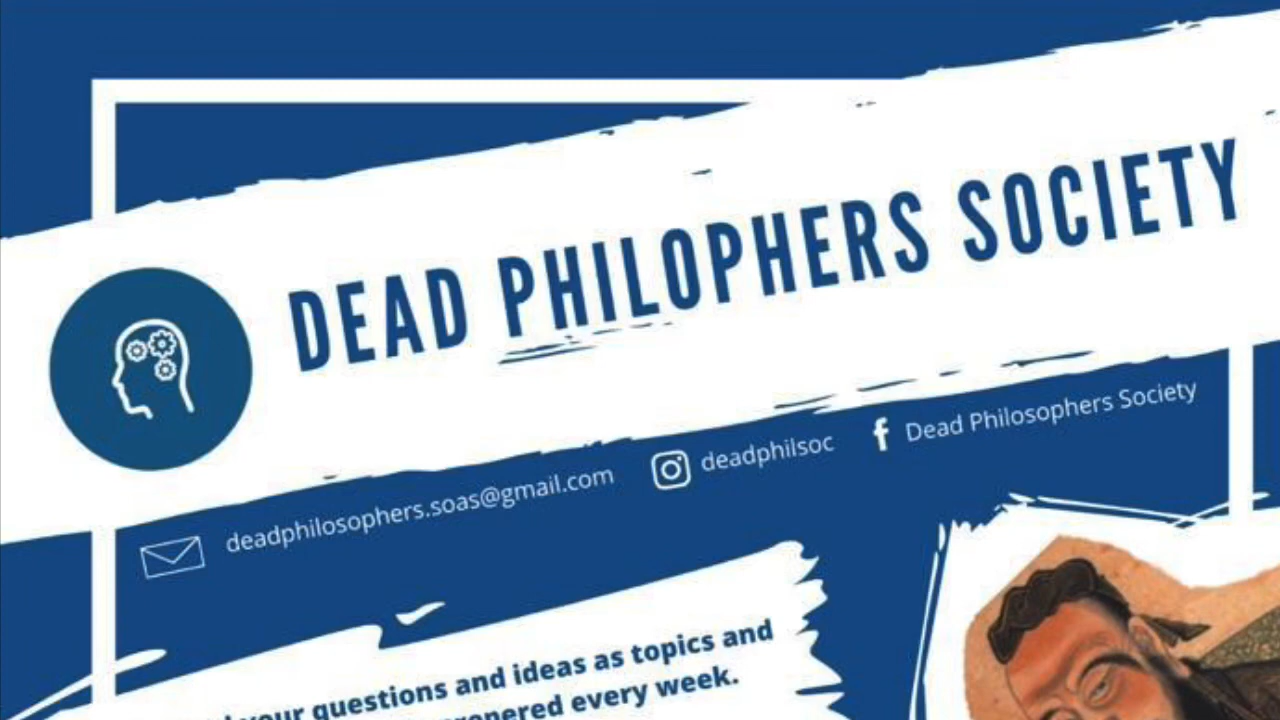 DEAD PHILOPHERS SOCIETY
deadphilosophers.soas@gmail.com deadphilsoc Dead Philosophers Society
your questions and ideas as topics and
every week.